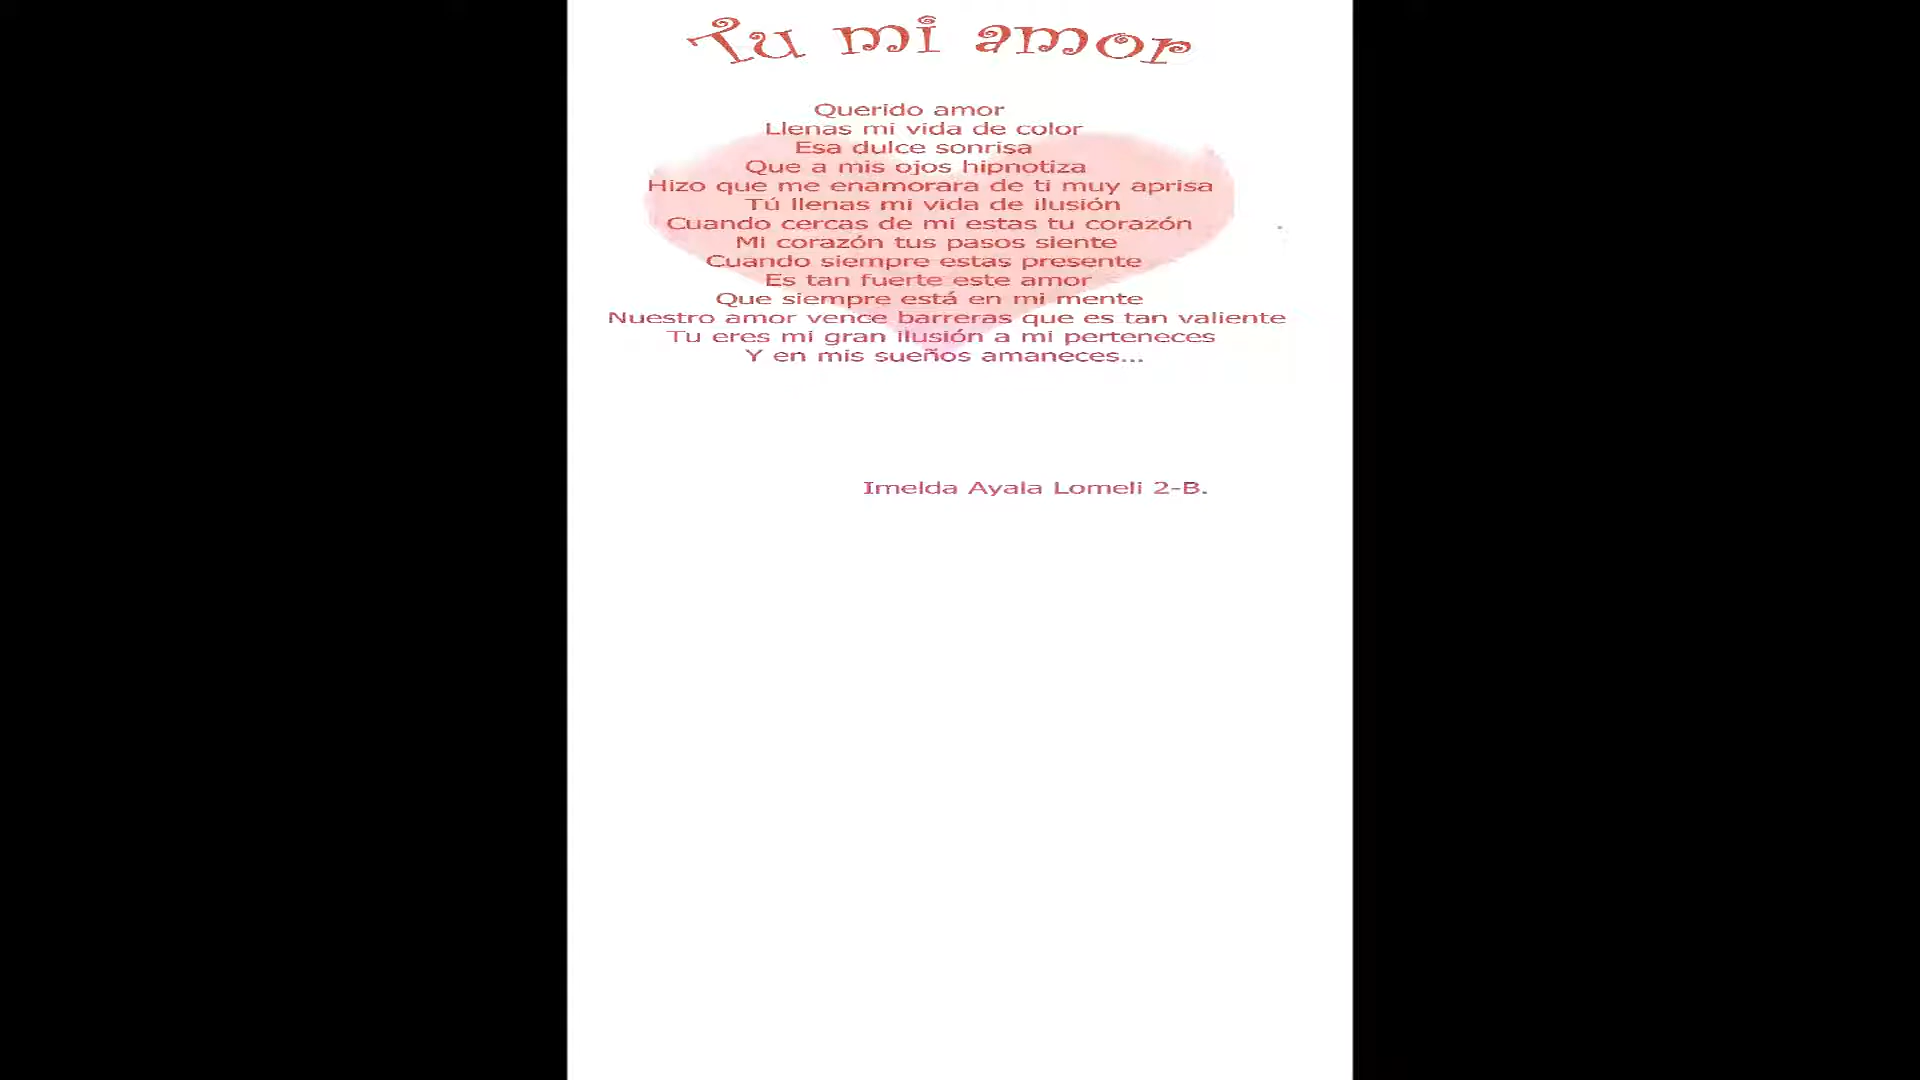 Tu mi amor
Querido amor
Llenas mi vida de color
Esa dulce sonrisa
Que a mis ojos hipnotiza
Hizo que me enamorara de ti muy aprisa
Tú llenas mi vida de ilusión
Cuando cercas de mi estas tu corazón
Mi corazón tus pasos siente
Cuando siempre estas presente
Es tan fuerte este amor
Que siempre está en mi mente
Nuestro amor vence barreras que es tan valiente
Tu eres mi gran ilusión a mi perteneces
Y en mis sueños amaneces...
Imelda Ayala Lomeli 2-B.